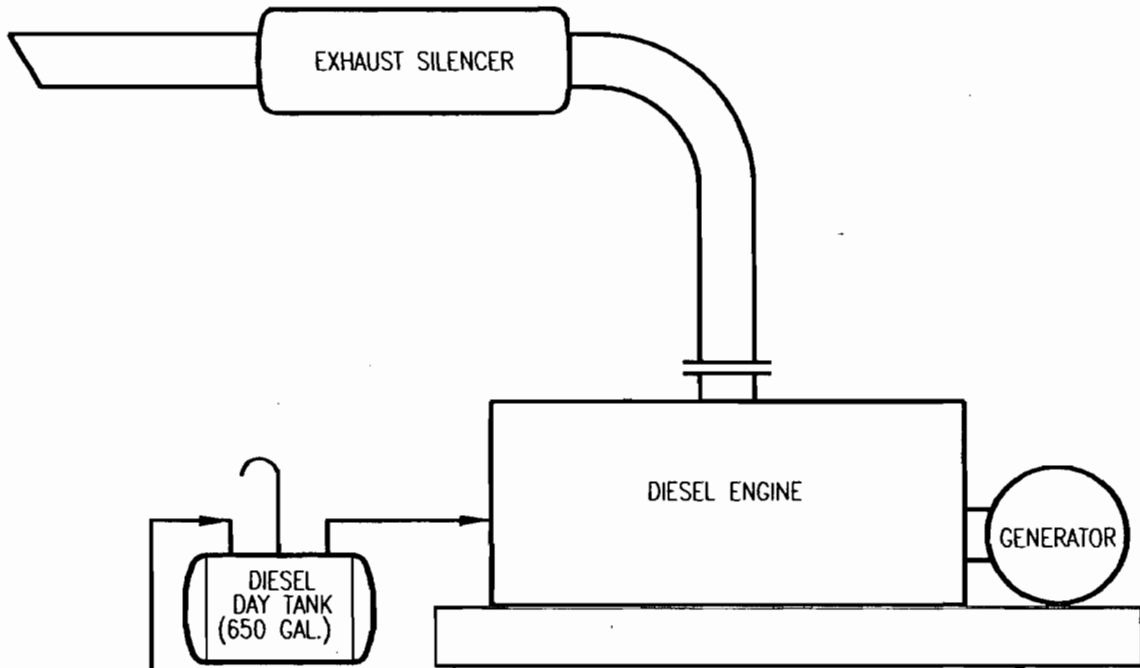 EXHAUST SILENCER
DIESEL ENGINE
GENERATOR
DIESEL
DAY TANK
(650 GAL.)